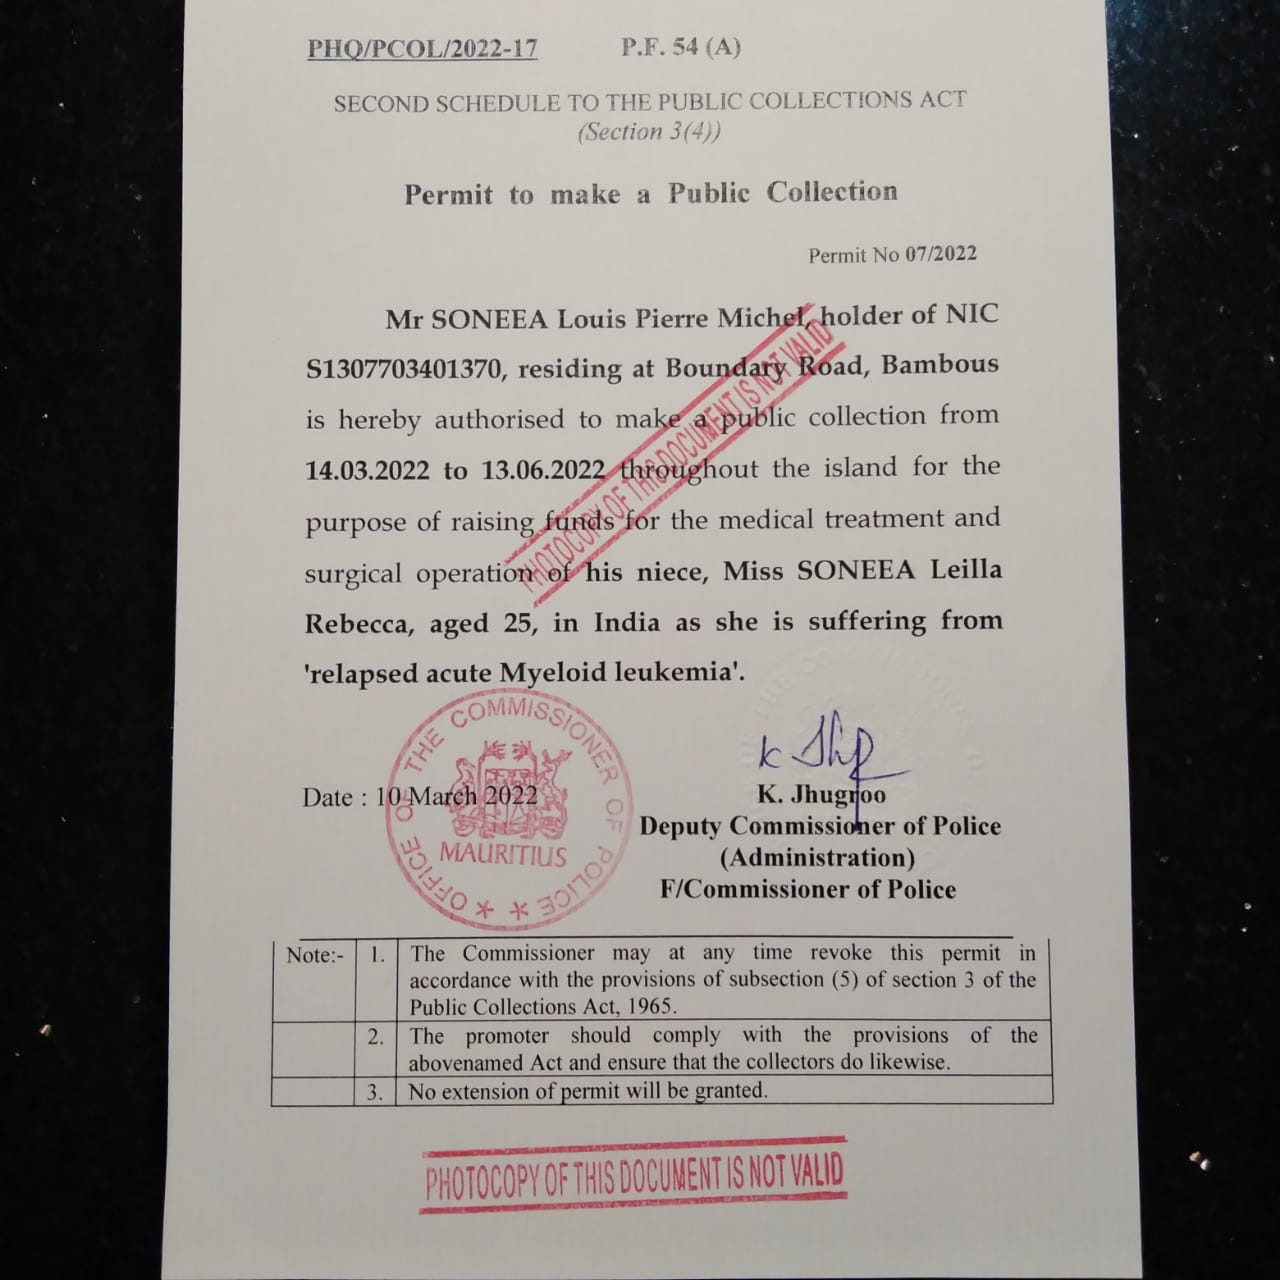 PHQ/PCOL/2022-17 P.F. 54 (A)
SECOND SCHEDULE TO THE PUBLIC COLLECTIONS ACT
(Section 3(4))
Permit to make a Public Collection
Permit No 07/2022
Mr SONEEA Louis Pierre Michel, holder of NIC
S1307703401370, residing at Boundary Road, Bambous
is hereby authorised to make a public collection from
14.03.2022 to 13.06.2022 throughout the island for the
purpose of raising funds for the medical treatment and
surgical operation of his niece, Miss SONEEA Leilla
Rebecca, aged 25, in India as she is suffering from
'relapsed acute Myeloid leukemia'.
PHOTOCOPY OF THIS DOCUMENT IS NOT VALID
OFFICE OF THE COMMISSIONER OF POLICE
MAURITIUS
Date : 10 March 2022
K. Jhugroo
Deputy Commissioner of Police
(Administration)
F/Commissioner of Police
Note:- 1. The Commissioner may at any time revoke this permit in
accordance with the provisions of subsection (5) of section 3 of the
Public Collections Act, 1965.
2. The promoter should comply with the provisions of the
abovenamed Act and ensure that the collectors do likewise.
3. No extension of permit will be granted.
PHOTOCOPY OF THIS DOCUMENT IS NOT VALID